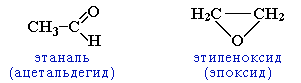 O
CH₃—C
H
этаналь
(ацетальдегид)
H₂C—CH₂
O
этиленоксид
(эпоксид)